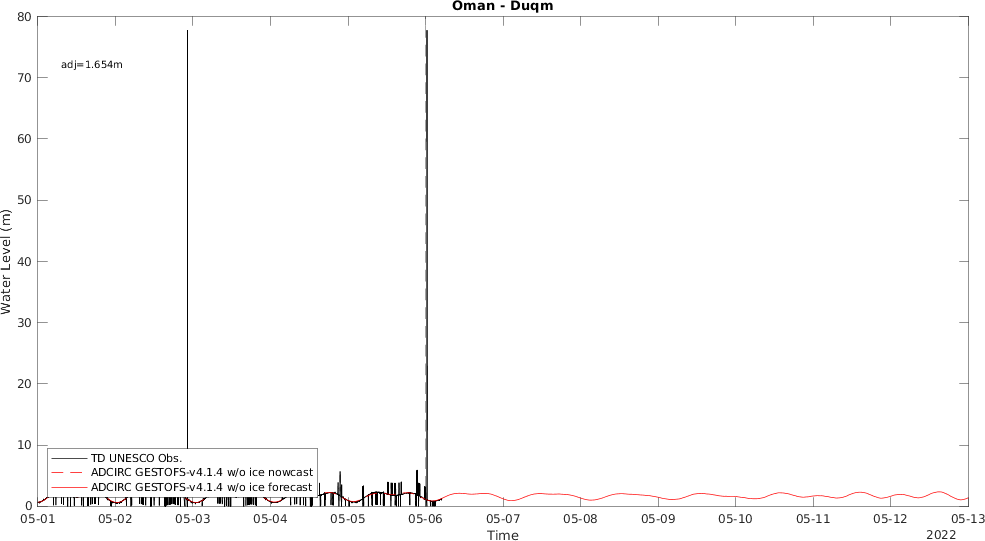 Oman - Duqm
80
adj=1.654m
70
60
50
40
30
20
10
0
Water Level (m)
TD UNESCO Obs.
ADCIRC GESTOFS-v4.1.4 w/o ice nowcast
ADCIRC GESTOFS-v4.1.4 w/o ice forecast
05-01 05-02 05-03 05-04 05-05 05-06 05-07 05-08 05-09 05-10 05-11 05-12 05-13
Time
2022